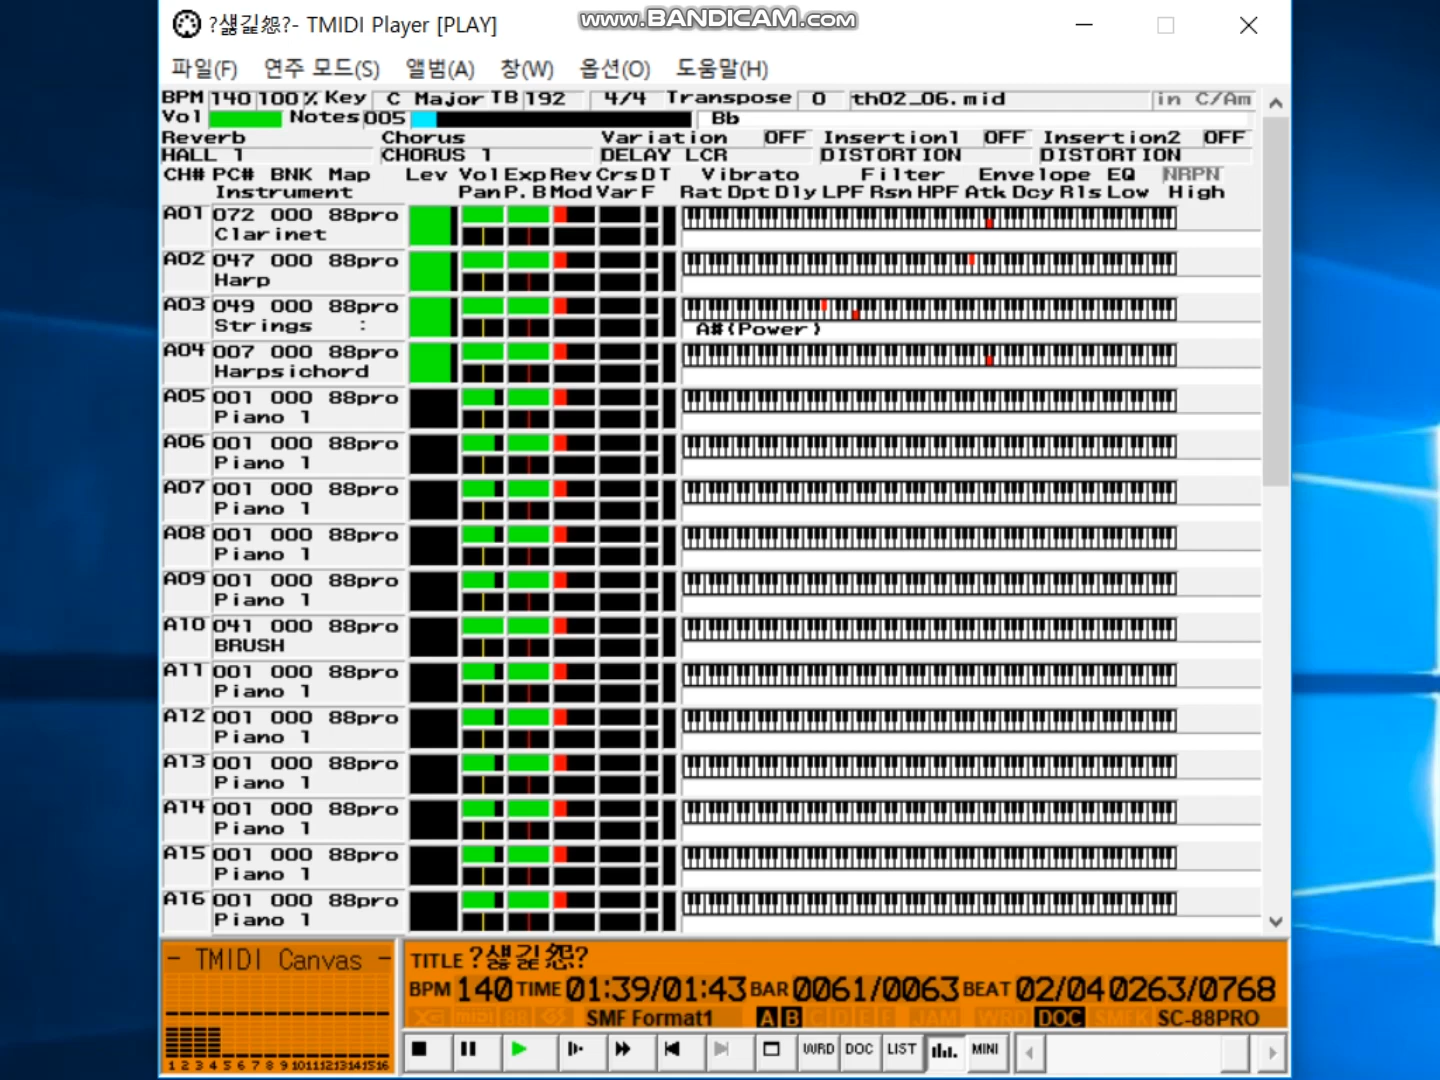 ?섏깉怨?- TMIDI Player [PLAY]
www.BANDICAM.com
파일(F) 연주 모드(S) 앨범(A) 창(W) 옵션(O) 도움말(H)
BPM 140 100% Key C Major TB 192 4/4 Transpose 0 th02_06.mid in C/Am
Vol Notes 005 Bb
Reverb Chorus Variation OFF Insertion1 OFF Insertion2 OFF
HALL 1 CHORUS 1 DELAY LCR DISTORTION DISTORTION
CH# PC# BNK Map Lev Vol Exp Rev Crs DT Vibrato Filter Envelope EQ NRPN
Instrument Pan P.B Mod Var F Rat Dpt Dly LPF Rsn HPF Atk Dcy Rls Low High
A01 072 000 88pro
Clarinet
A02 047 000 88pro
Harp
A03 049 000 88pro
Strings :
A#(Power)
A04 007 000 88pro
Harpsichord
A05 001 000 88pro
Piano 1
A06 001 000 88pro
Piano 1
A07 001 000 88pro
Piano 1
A08 001 000 88pro
Piano 1
A09 001 000 88pro
Piano 1
A10 041 000 88pro
BRUSH
A11 001 000 88pro
Piano 1
A12 001 000 88pro
Piano 1
A13 001 000 88pro
Piano 1
A14 001 000 88pro
Piano 1
A15 001 000 88pro
Piano 1
A16 001 000 88pro
Piano 1
- TMIDI Canvas -
1 2 3 4 5 6 7 8 9 10 11 12 13 14 15 16
TITLE
BPM 140 TIME 01:39/01:43 BAR 0061/0063 BEAT 02/04 0263/0768
XG midi 88 GS SMF Format1 A B C D E F JAM WRD DOC SMFK SC-88PRO
WRD DOC LIST MINI